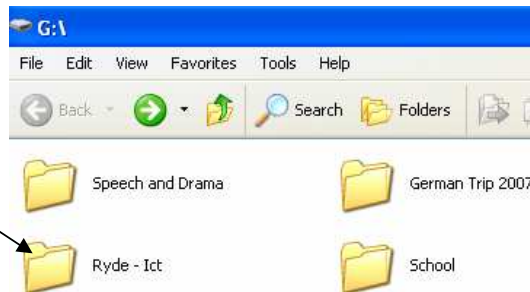 G:\
File Edit View Favorites Tools Help
Back Search Folders
Speech and Drama German Trip 2007
Ryde - Ict School